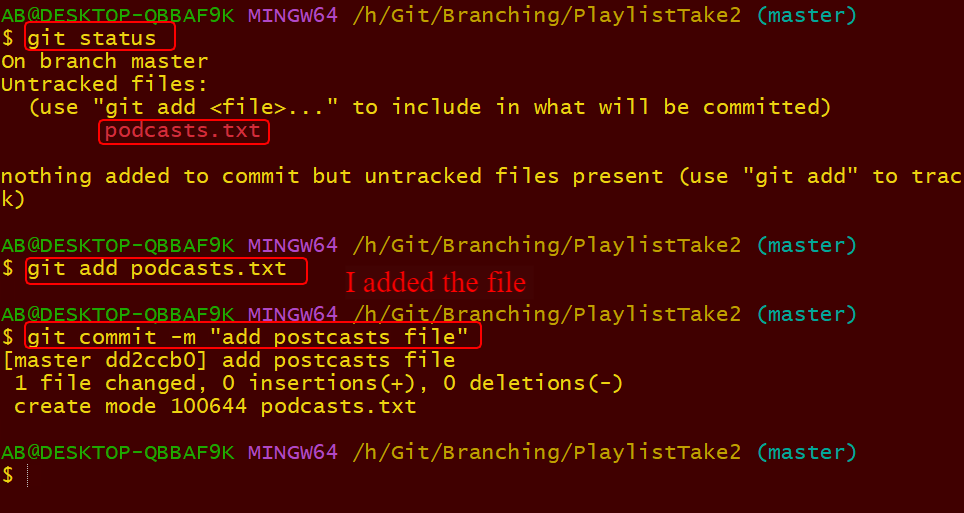 AB@DESKTOP-QBBAF9K MINGW64 /h/Git/Branching/PlaylistTake2 (master)
$ git status
On branch master
Untracked files:
  (use "git add <file>..." to include in what will be committed)
        podcasts.txt

nothing added to commit but untracked files present (use "git add" to trac
k)

AB@DESKTOP-QBBAF9K MINGW64 /h/Git/Branching/PlaylistTake2 (master)
$ git add podcasts.txt
I added the file

AB@DESKTOP-QBBAF9K MINGW64 /h/Git/Branching/PlaylistTake2 (master)
$ git commit -m "add postcasts file"
[master dd2ccb0] add postcasts file
 1 file changed, 0 insertions(+), 0 deletions(-)
 create mode 100644 podcasts.txt

AB@DESKTOP-QBBAF9K MINGW64 /h/Git/Branching/PlaylistTake2 (master)
$